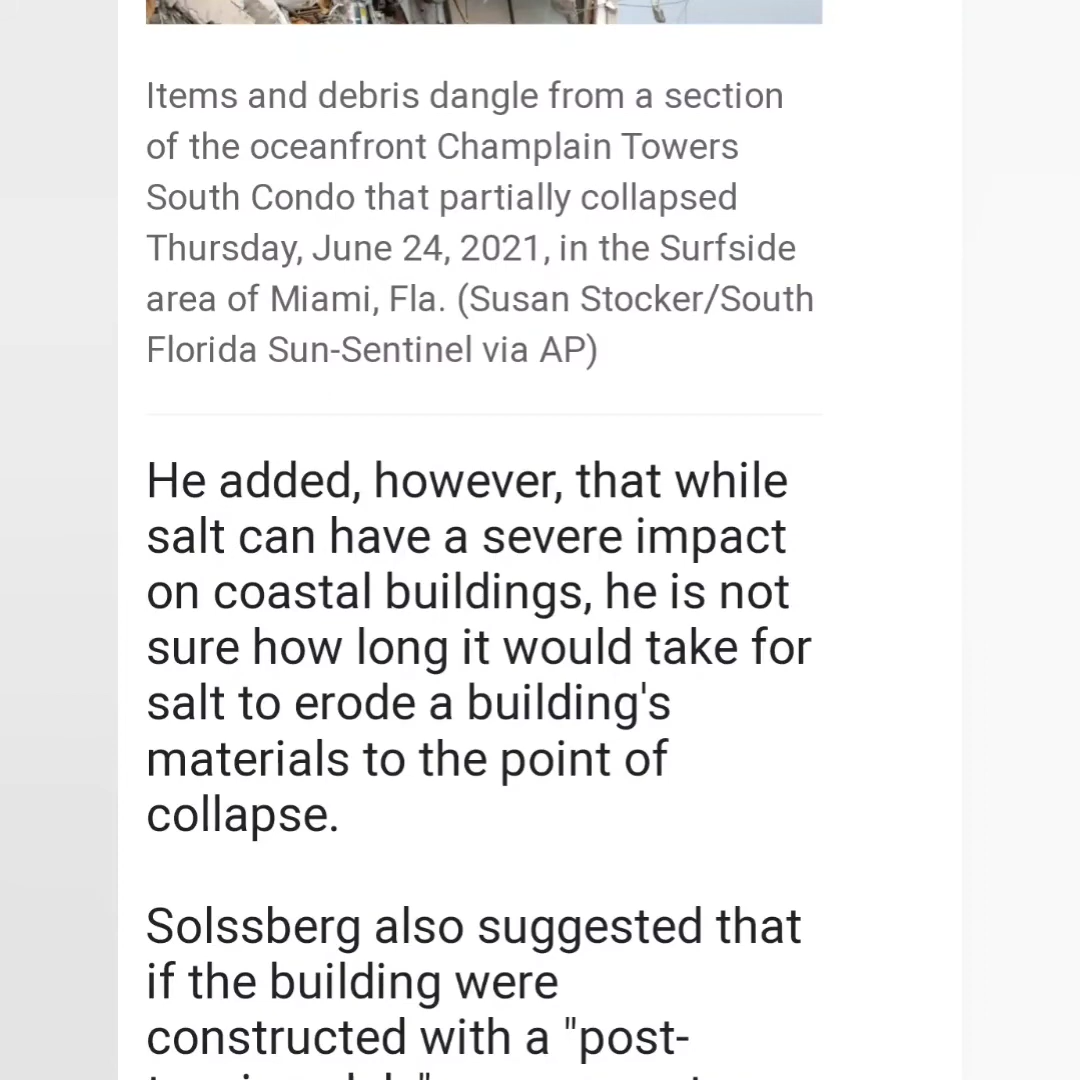 Items and debris dangle from a section
of the oceanfront Champlain Towers
South Condo that partially collapsed
Thursday, June 24, 2021, in the Surfside
area of Miami, Fla. (Susan Stocker/South
Florida Sun-Sentinel via AP)
He added, however, that while
salt can have a severe impact
on coastal buildings, he is not
sure how long it would take for
salt to erode a building's
materials to the point of
collapse.
Solssberg also suggested that
if the building were
constructed with a "post-